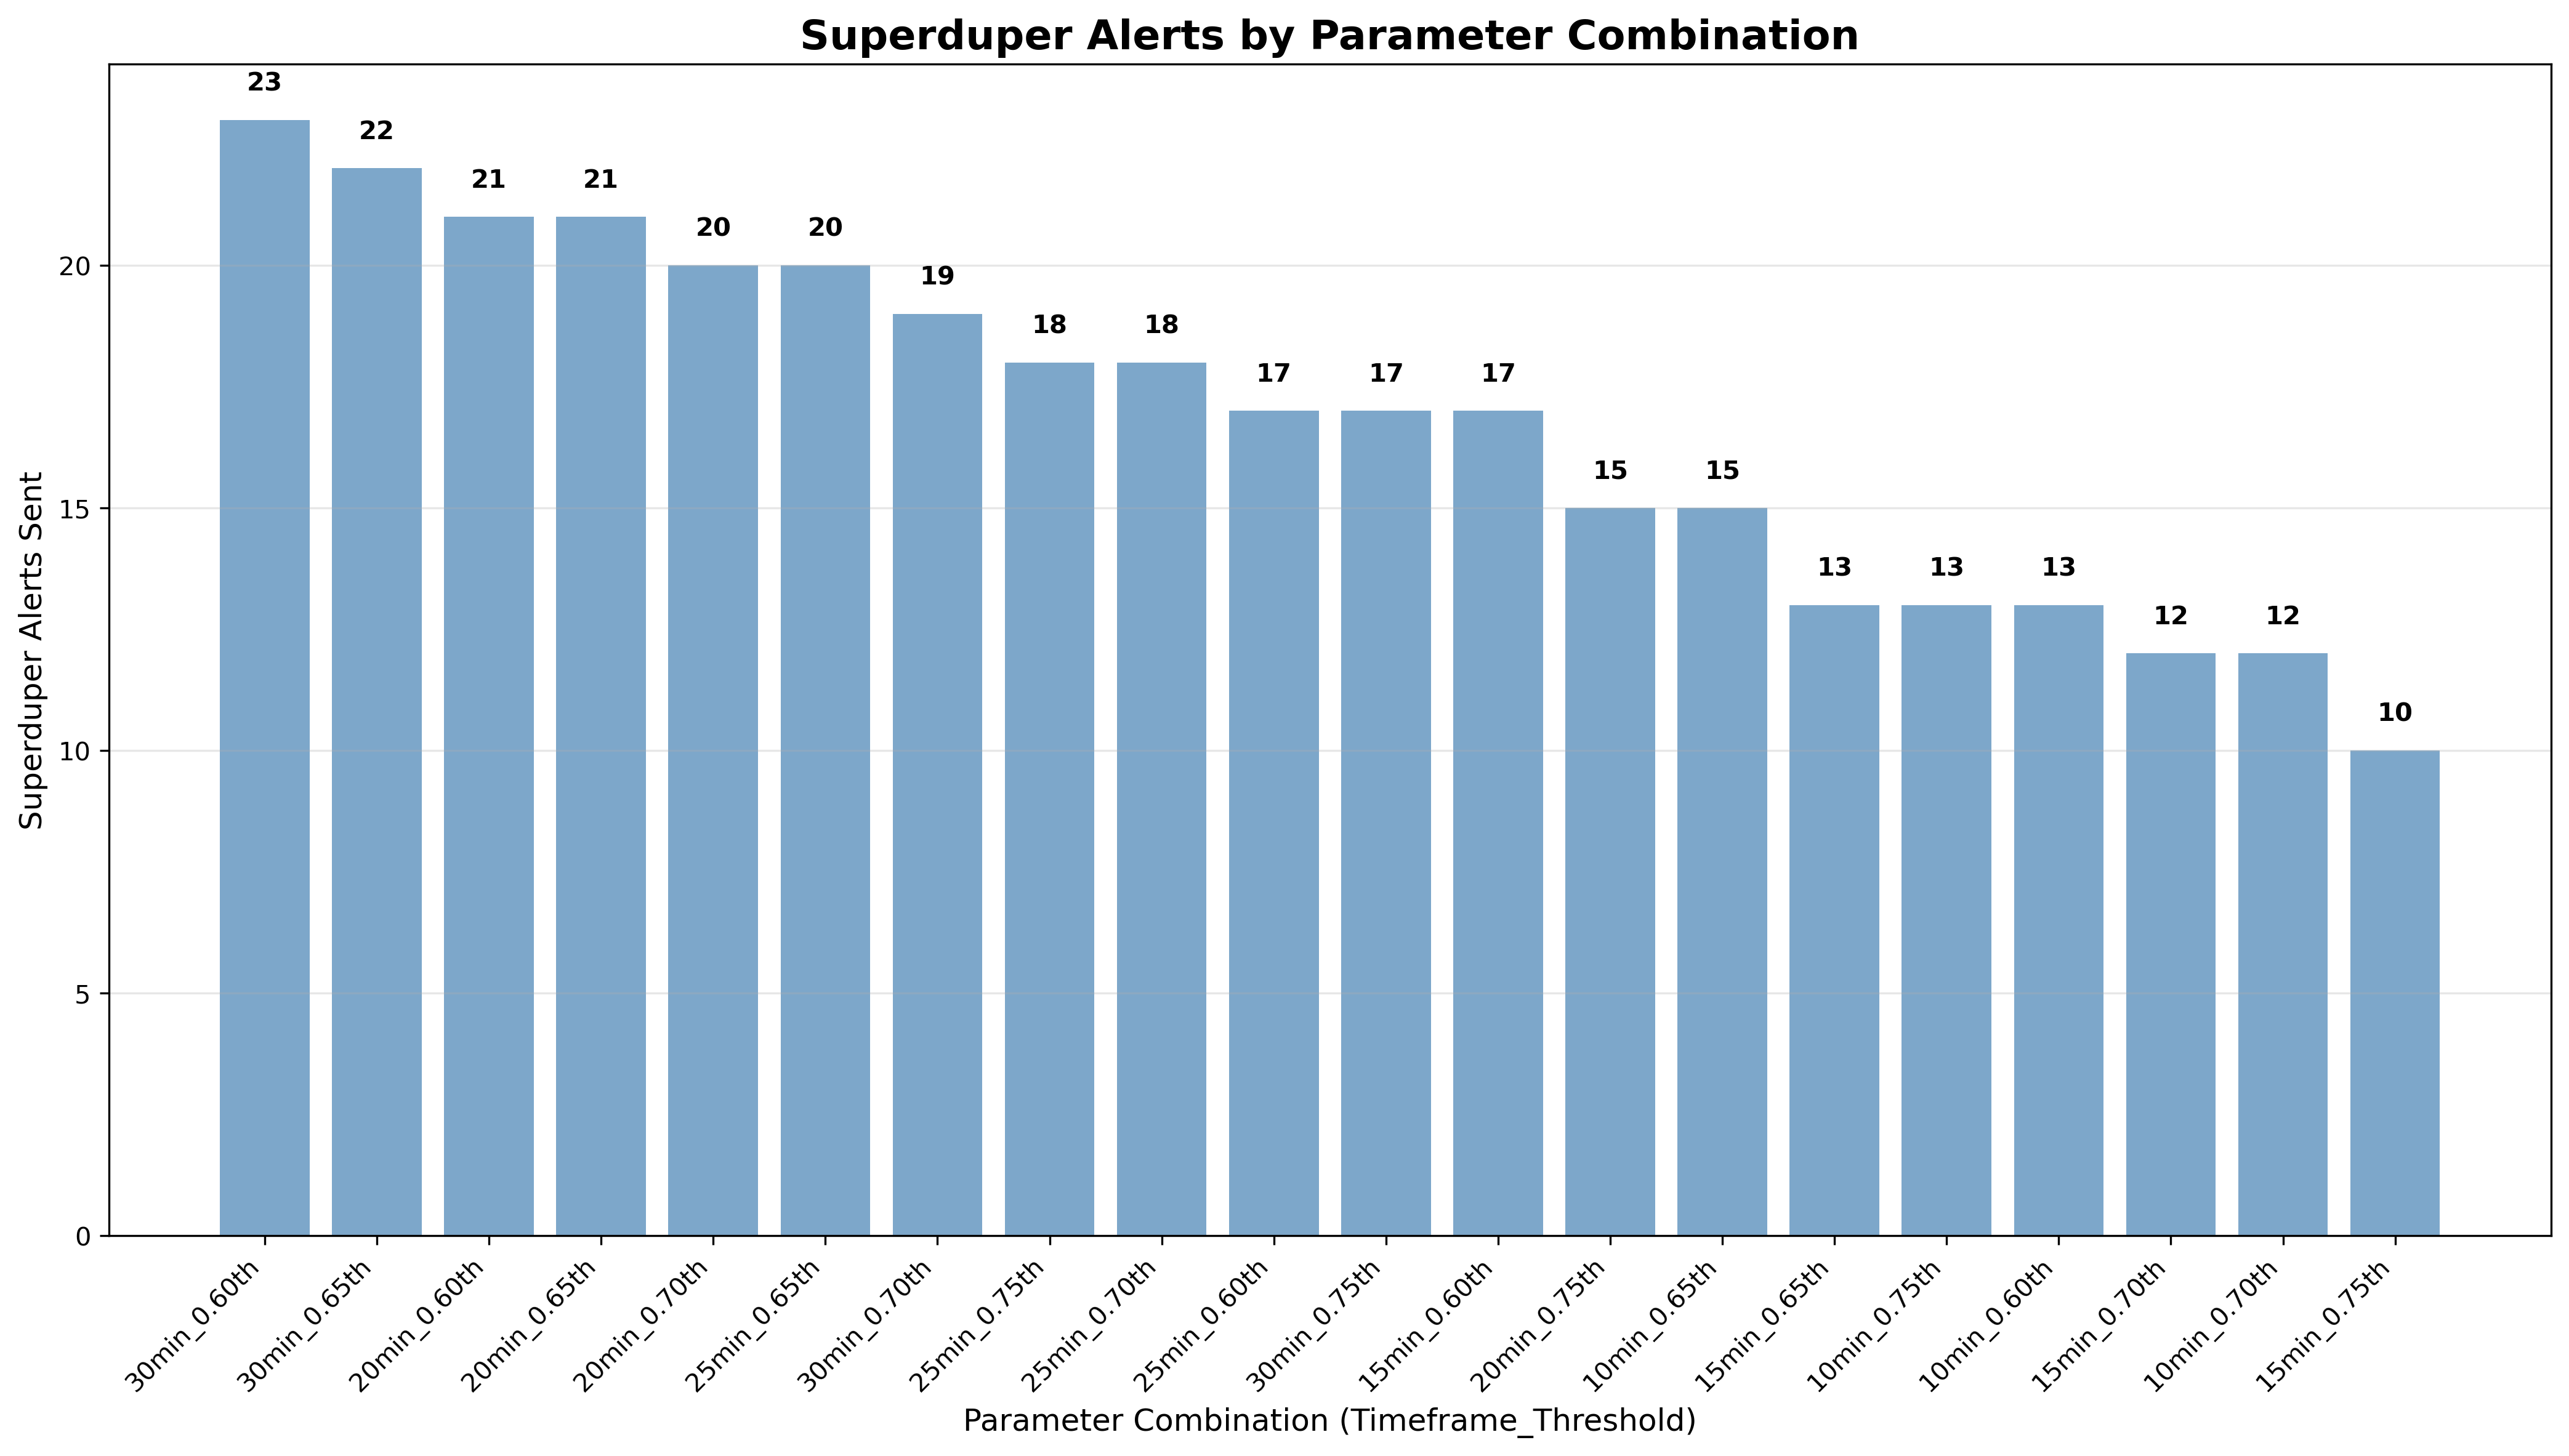 Superduper Alerts by Parameter Combination
23
22
21
21
20
20
19
18
18
17
17
17
15
15
13
13
13
12
12
10
Superduper Alerts Sent
20
15
10
5
0
30min_0.60th
30min_0.65th
20min_0.60th
20min_0.65th
20min_0.70th
25min_0.65th
30min_0.70th
25min_0.75th
25min_0.70th
25min_0.60th
30min_0.75th
15min_0.60th
20min_0.75th
10min_0.65th
15min_0.65th
10min_0.75th
10min_0.60th
15min_0.70th
10min_0.70th
15min_0.75th
Parameter Combination (Timeframe_Threshold)